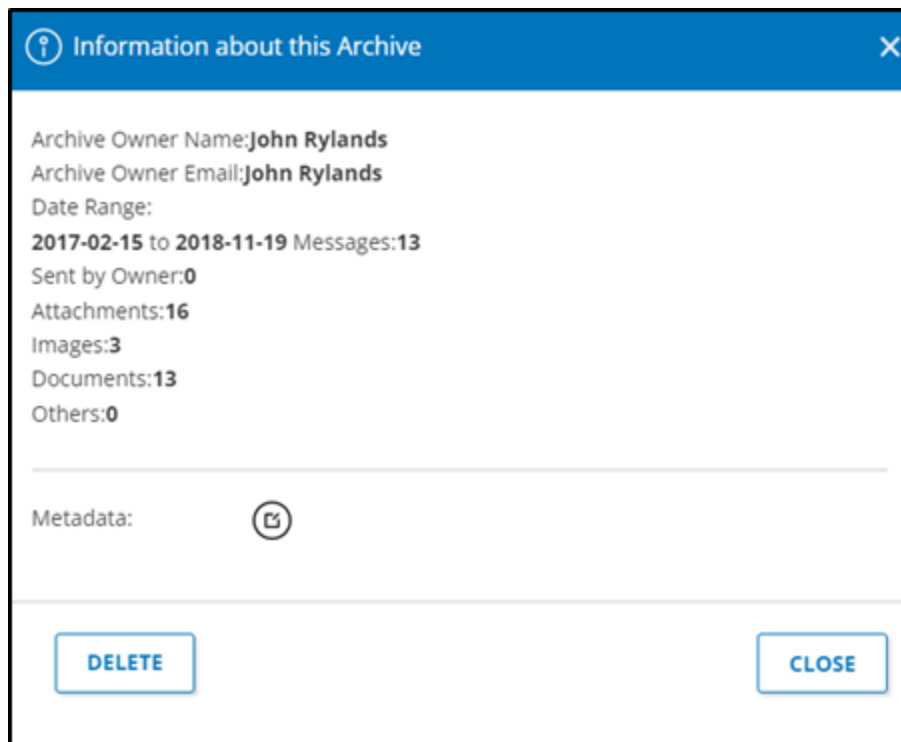 Information about this Archive
Archive Owner Name:John Rylands
Archive Owner Email:John Rylands
Date Range:
2017-02-15 to 2018-11-19 Messages:13
Sent by Owner:0
Attachments:16
Images:3
Documents:13
Others:0
Metadata:
DELETE
CLOSE